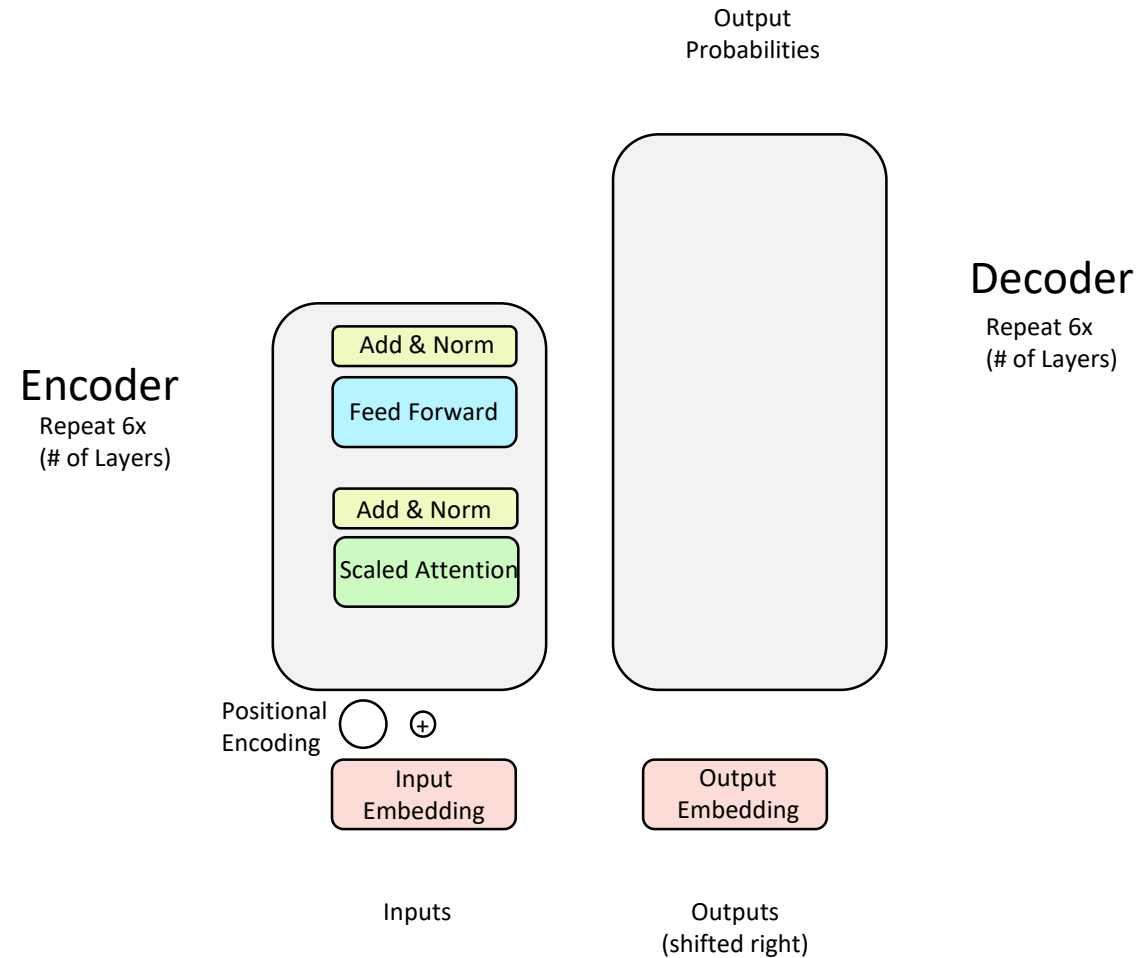 Output
Probabilities
Decoder
Repeat 6x
(# of Layers)
Encoder
Repeat 6x
(# of Layers)
Add & Norm
Feed Forward
Add & Norm
Scaled Attention
Positional
Encoding
+
Input
Embedding
Output
Embedding
Inputs
Outputs
(shifted right)